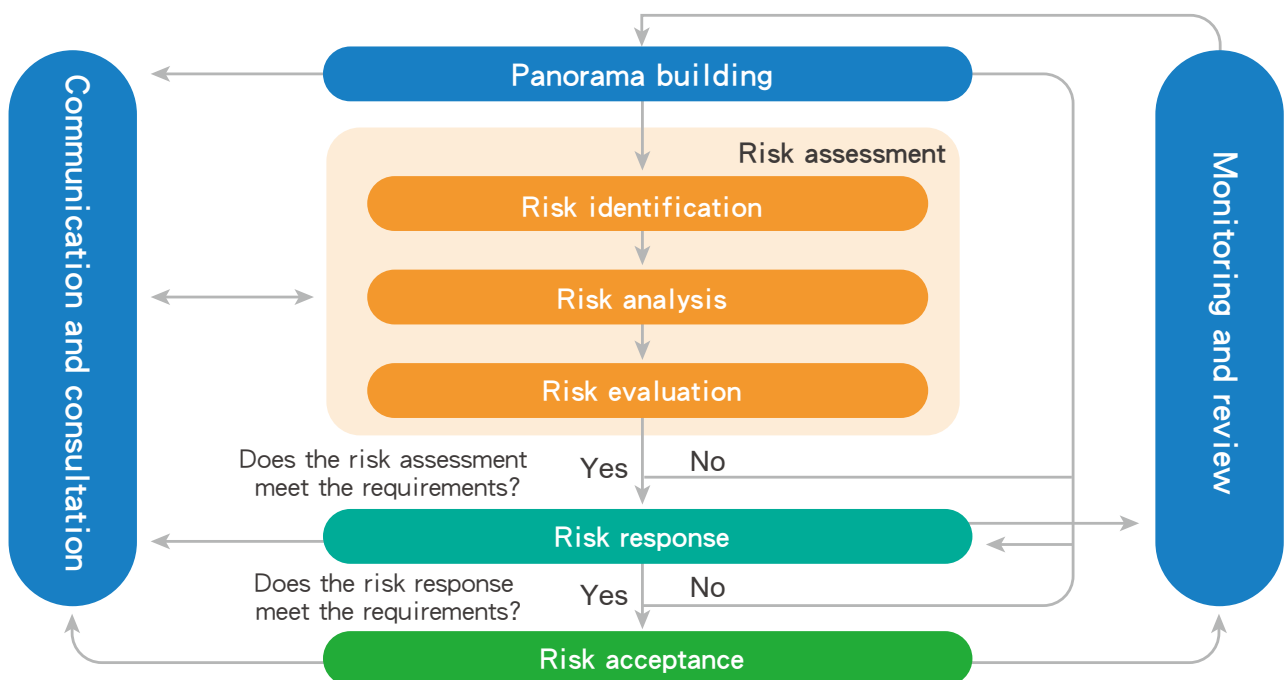 Panorama building
Communication and consultation
Risk assessment
Risk identification
Risk analysis
Risk evaluation
Monitoring and review
Does the risk assessment
meet the requirements?
Yes
No
Risk response
Does the risk response
meet the requirements?
Yes
No
Risk acceptance